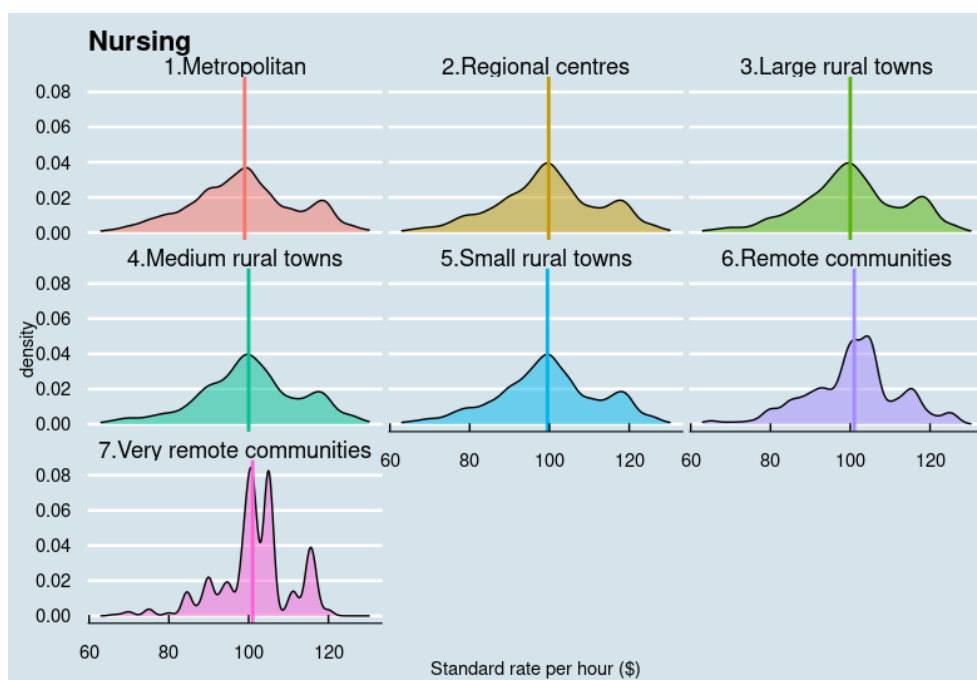 Nursing
1.Metropolitan
2.Regional centres
3.Large rural towns
0.08
0.06
0.04
0.02
0.00
4.Medium rural towns
5.Small rural towns
6.Remote communities
0.08
0.06
0.04
0.02
0.00
density
60 100 120
60 80 100 120
7.Very remote communities
0.08
0.06
0.04
0.02
0.00
60 80 100 120
Standard rate per hour ($)